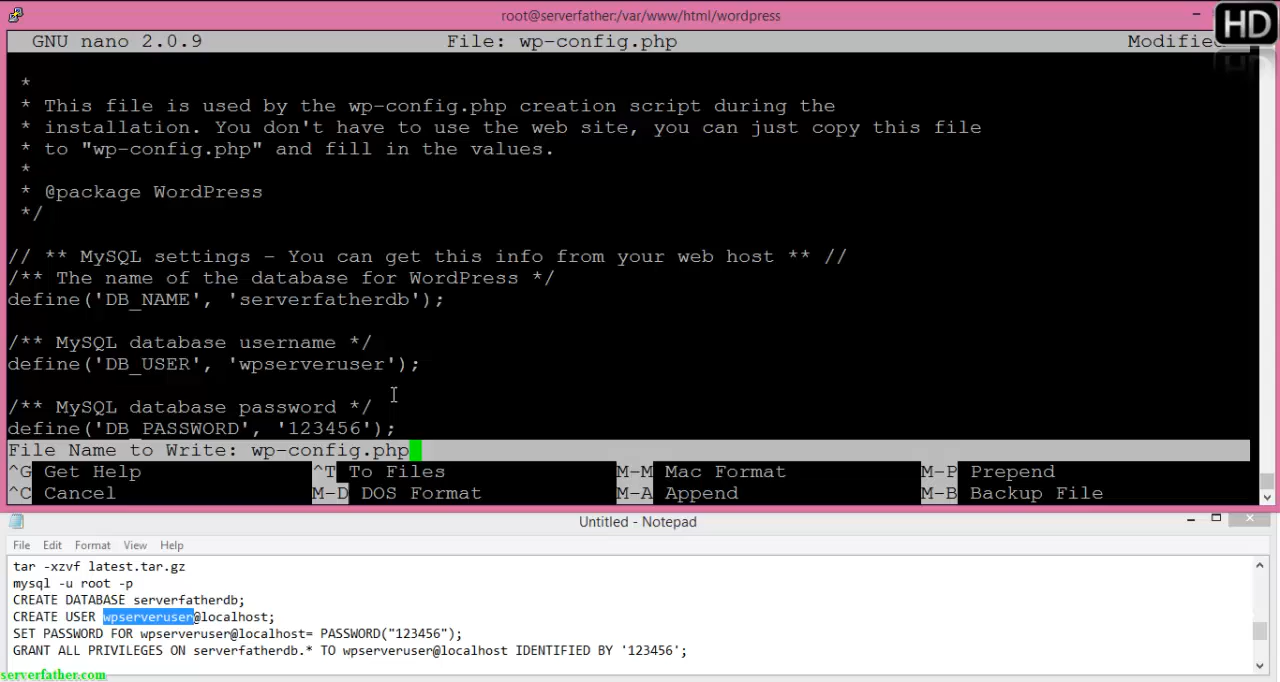 root@serverfather:/var/www/html/wordpress
HD
GNU nano 2.0.9 File: wp-config.php Modified
*
* This file is used by the wp-config.php creation script during the
* installation. You don't have to use the web site, you can just copy this file
* to "wp-config.php" and fill in the values.
*
* @package WordPress
*/
// ** MySQL settings - You can get this info from your web host ** //
/** The name of the database for WordPress */
define('DB_NAME', 'serverfatherdb');
/** MySQL database username */
define('DB_USER', 'wpserveruser');
/** MySQL database password */
define('DB_PASSWORD', '123456');
File Name to Write: wp-config.php
^G Get Help ^T To Files M-M Mac Format M-P Prepend
^C Cancel M-D DOS Format M-A Append M-B Backup File
Untitled - Notepad
File Edit Format View Help
tar -xzvf latest.tar.gz
mysql -u root -p
CREATE DATABASE serverfatherdb;
CREATE USER wpserveruser@localhost;
SET PASSWORD FOR wpserveruser@localhost= PASSWORD("123456");
GRANT ALL PRIVILEGES ON serverfatherdb.* TO wpserveruser@localhost IDENTIFIED BY '123456';
serverfather.com